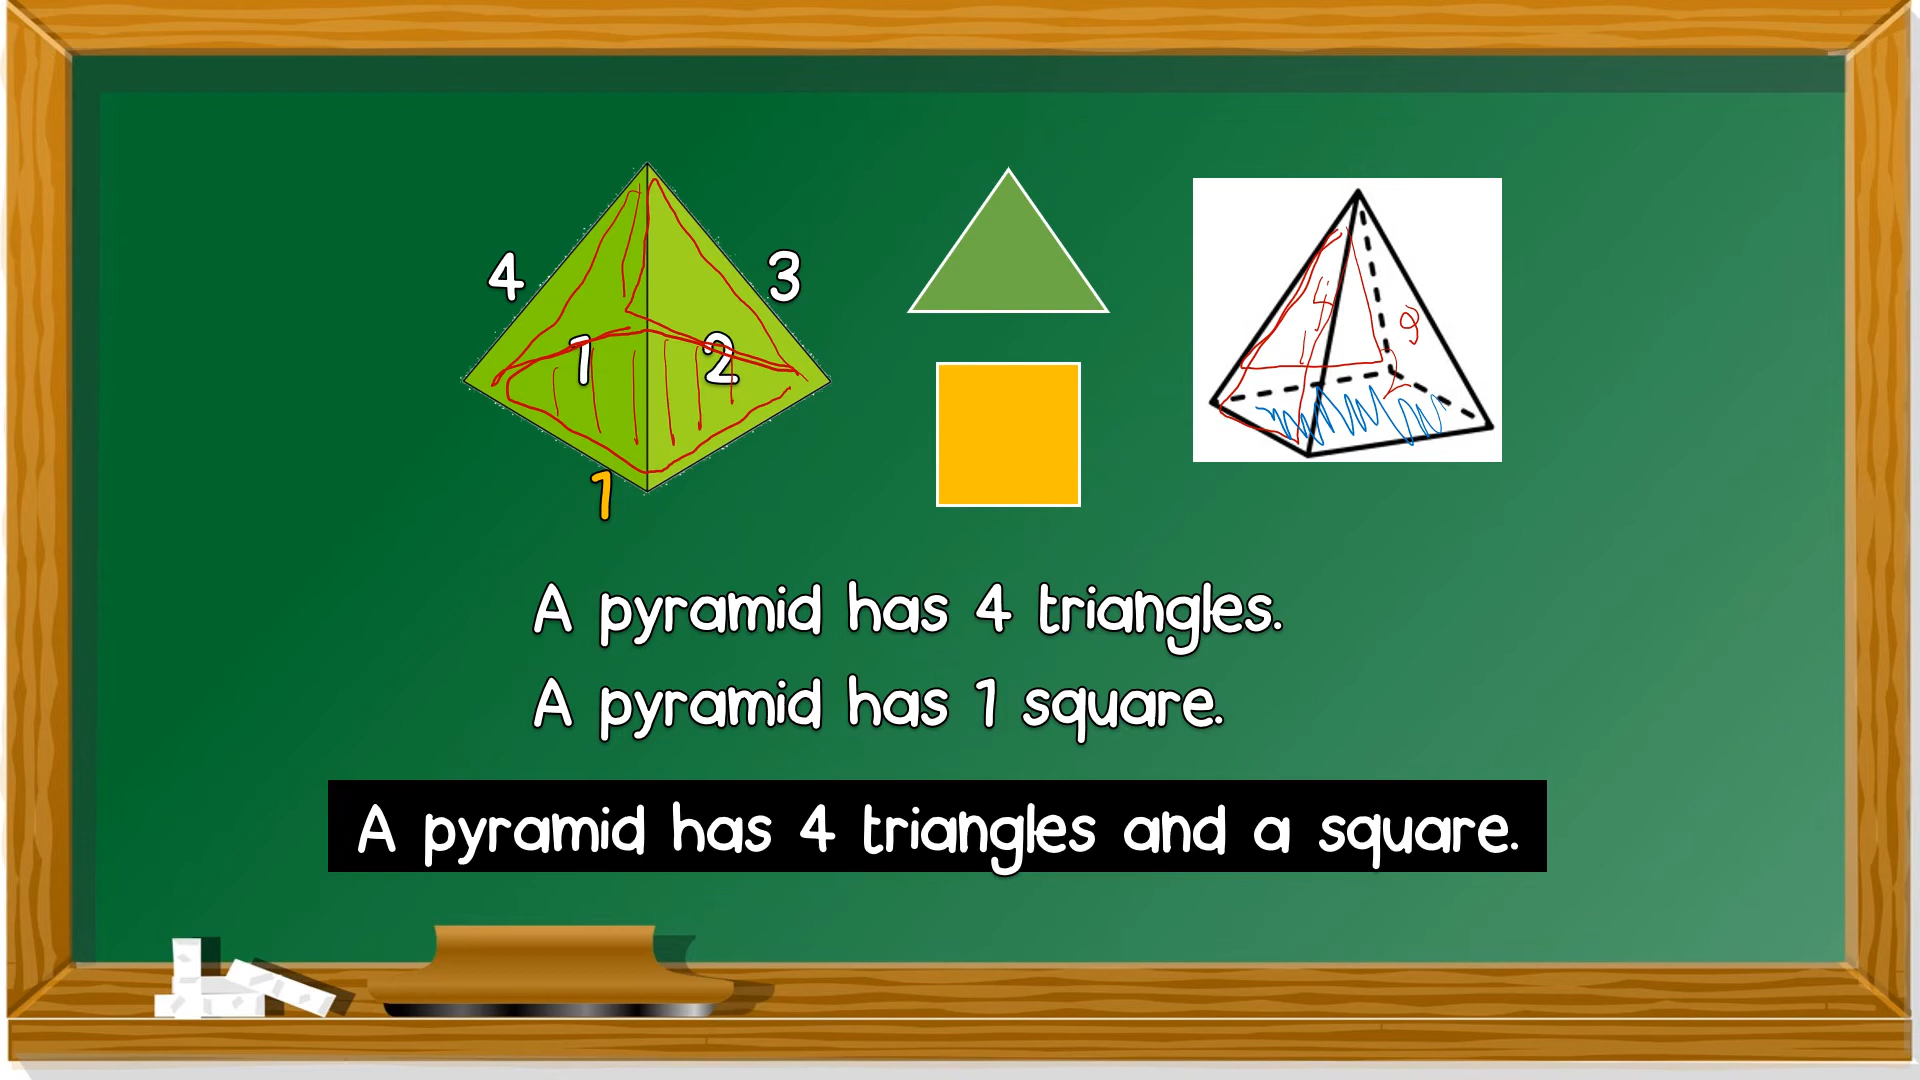 4
3
1
2
1
A pyramid has 4 triangles.
A pyramid has 1 square.
A pyramid has 4 triangles and a square.